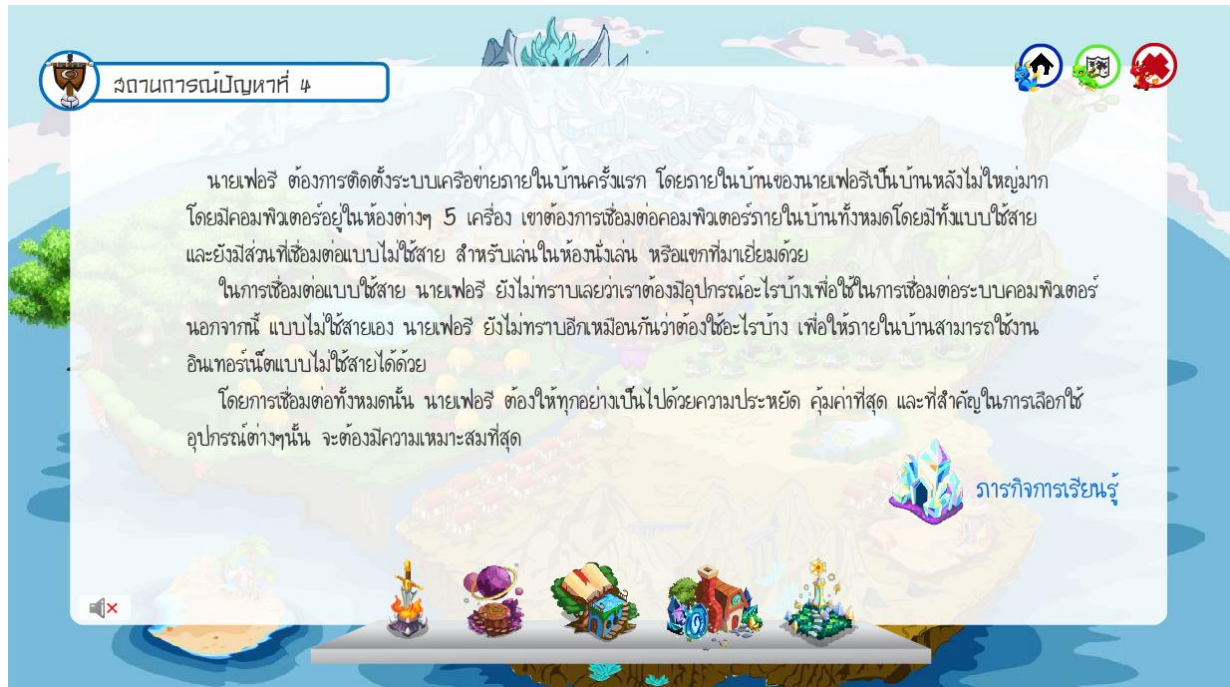 สถานการณ์ปัญหาที่ 4
นายเฟอรี ต้องการติดตั้งระบบเครือข่ายภายในบ้านครั้งแรก โดยภายในบ้านของนายเฟอรีเป็นบ้านหลังไม่ใหญ่มาก
โดยมีคอมพิวเตอร์อยู่ในห้องต่างๆ 5 เครื่อง เขาต้องการเชื่อมต่อคอมพิวเตอร์ภายในบ้านทั้งหมดโดยมีทั้งแบบใช้สาย
และยังมีส่วนที่เชื่อมต่อแบบไม่ใช้สาย สำหรับเล่นในห้องนั่งเล่น หรือแขกที่มาเยี่ยมด้วย
ในการเชื่อมต่อแบบใช้สาย นายเฟอรี ยังไม่ทราบเลยว่าเราต้องมีอุปกรณ์อะไรบ้างเพื่อใช้ในการเชื่อมต่อระบบคอมพิวเตอร์
นอกจากนี้ แบบไม่ใช้สายเอง นายเฟอรี ยังไม่ทราบอีกเหมือนกันว่าต้องใช้อะไรบ้าง เพื่อให้ภายในบ้านสามารถใช้งาน
อินเทอร์เน็ตแบบไม่ใช้สายได้ด้วย
โดยการเชื่อมต่อทั้งหมดนั้น นายเฟอรี ต้องให้ทุกอย่างเป็นไปด้วยความประหยัด คุ้มค่าที่สุด และที่สำคัญในการเลือกใช้
อุปกรณ์ต่างๆนั้น จะต้องมีความเหมาะสมที่สุด
ภารกิจการเรียนรู้